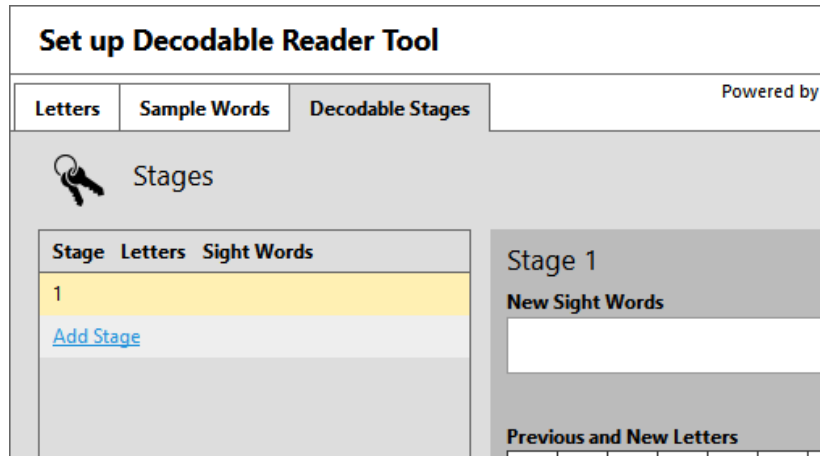 Set up Decodable Reader Tool
Powered by
Letters Sample Words Decodable Stages
Stages
Stage Letters Sight Words
1
Add Stage
Stage 1
New Sight Words
Previous and New Letters